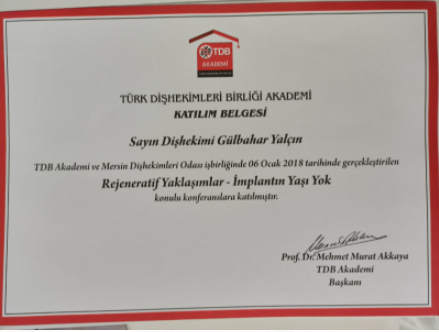 TDB
AKADEMİ
TÜRK DİŞHEKİMLERİ BİRLİĞİ AKADEMİ
KATILIM BELGESİ
Sayın Dişhekimi Gülbahar Yalçın
TDB Akademi ve Mersin Dişhekimleri Odası işbirliğinde 06 Ocak 2018 tarihinde gerçekleştirilen
Rejeneratif Yaklaşımlar - İmplantın Yaşı Yok
konulu konferanslara katılmıştır.
Prof. Dr. Mehmet Murat Akkaya
TDB Akademi
Başkanı